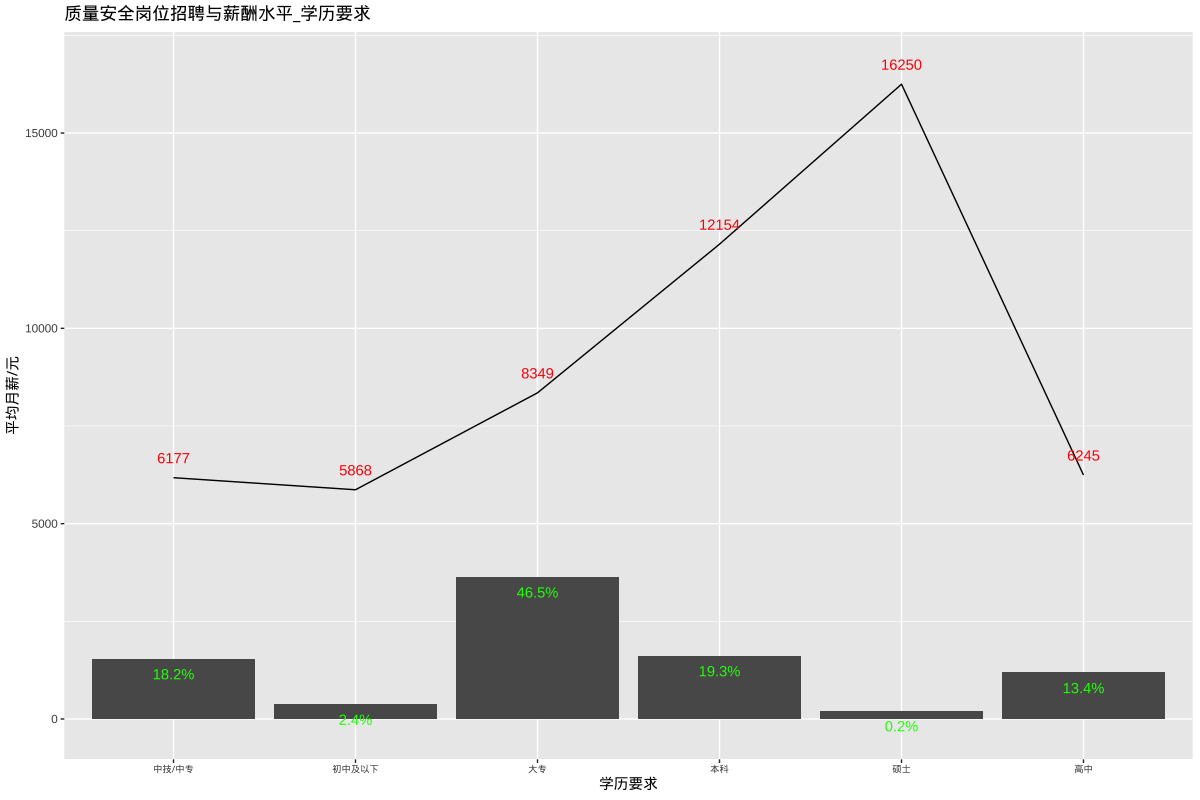 质量安全岗位招聘与薪酬水平_学历要求
16250
15000
12154
10000
8349
6177
5868
6245
5000
46.5%
18.2%
19.3%
13.4%
2.4%
0.2%
0
平均月薪/元
中技/中专
初中及以下
大专
本科
硕士
高中
学历要求